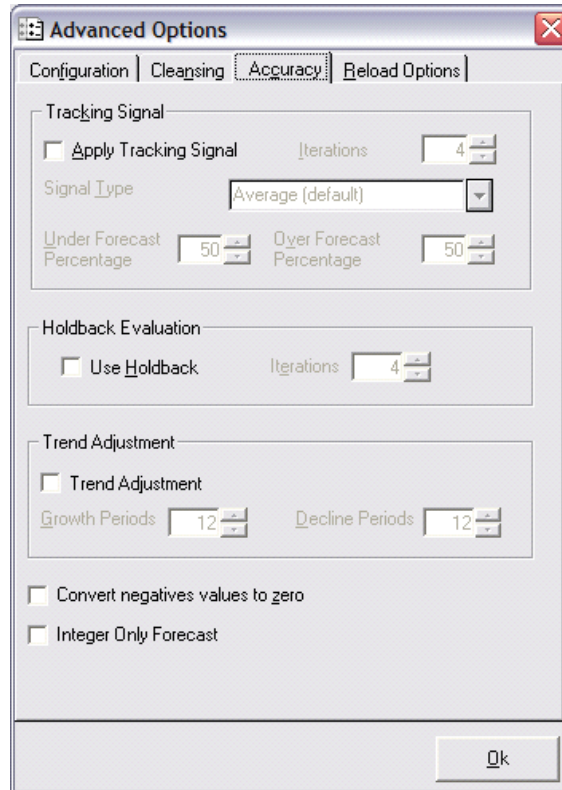 Advanced Options
Configuration Cleansing Accuracy Reload Options
Tracking Signal
Apply Tracking Signal Iterations 4
Signal Type Average (default)
Under Forecast Percentage 50 Over Forecast Percentage 50
Holdback Evaluation
Use Holdback Iterations 4
Trend Adjustment
Trend Adjustment
Growth Periods 12 Decline Periods 12
Convert negatives values to zero
Integer Only Forecast
Ok